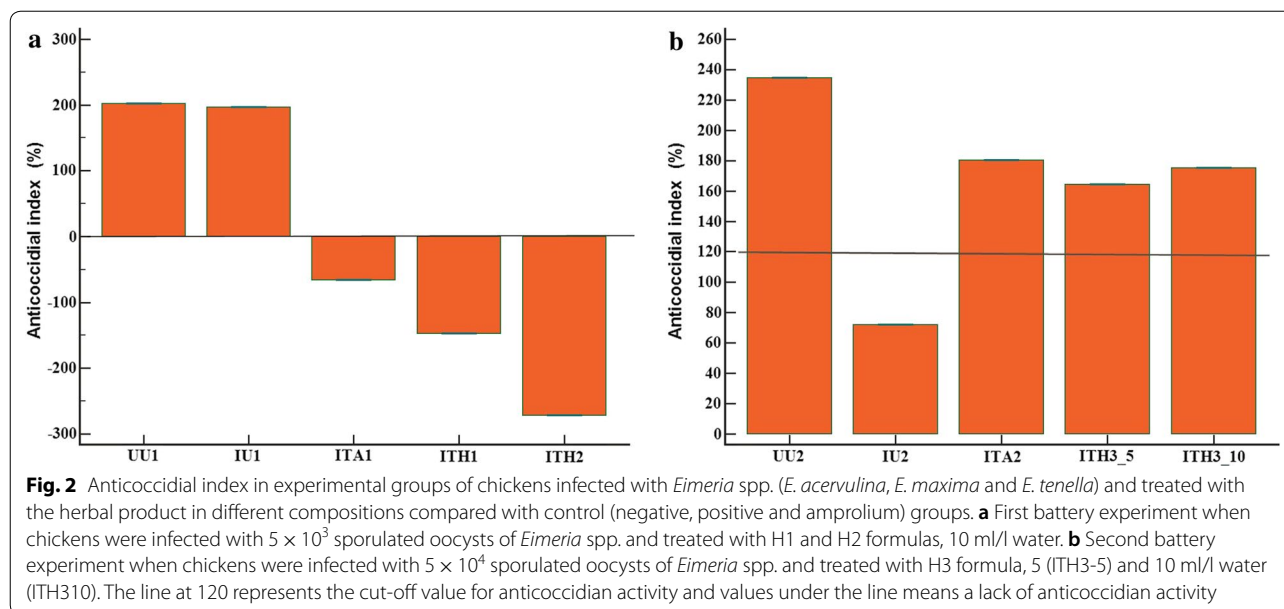 a
300
200
100
0
-100
-200
-300
Anticoccidial index (%)
UU1 IU1 ITA1 ITH1 ITH2
b
260
240
220
200
180
160
140
120
100
80
60
40
20
0
Anticoccidial index (%)
UU2 IU2 ITA2 ITH3_5 ITH3_10
Fig. 2 Anticoccidial index in experimental groups of chickens infected with Eimeria spp. (E. acervulina, E. maxima and E. tenella) and treated with
the herbal product in different compositions compared with control (negative, positive and amprolium) groups. a First battery experiment when
chickens were infected with 5 × 10³ sporulated oocysts of Eimeria spp. and treated with H1 and H2 formulas, 10 ml/l water. b Second battery
experiment when chickens were infected with 5 × 10⁴ sporulated oocysts of Eimeria spp. and treated with H3 formula, 5 (ITH3-5) and 10 ml/l water
(ITH310). The line at 120 represents the cut-off value for anticoccidian activity and values under the line means a lack of anticoccidian activity